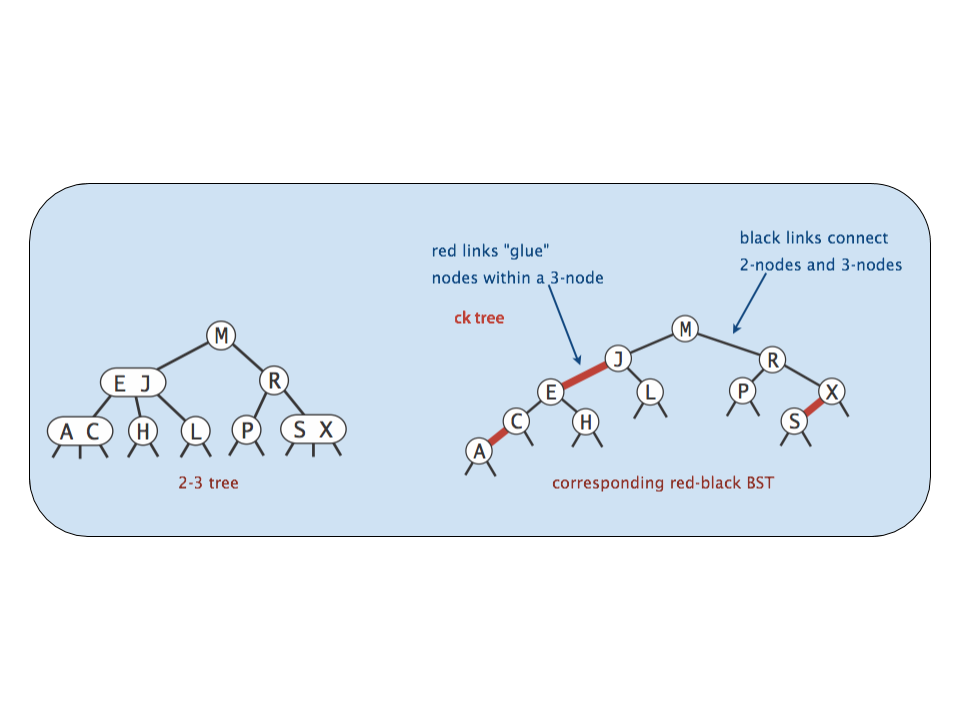 red links "glue"
nodes within a 3-node
black links connect
2-nodes and 3-nodes
ck tree
M
E J
R
A C
H
L
P
S X
2-3 tree
M
J
R
E
L
P
X
C
H
S
A
corresponding red-black BST